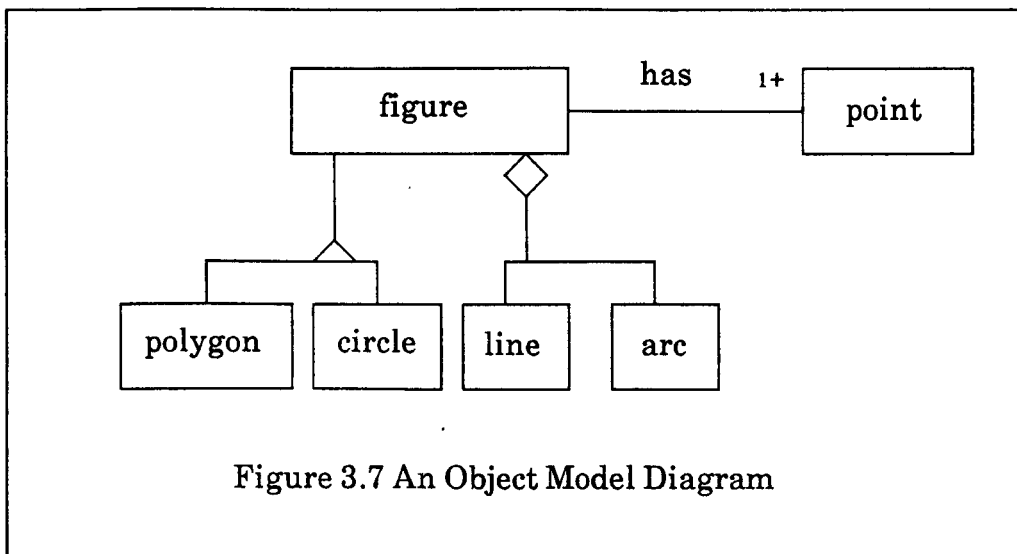 has 1+
figure point
polygon circle line arc
Figure 3.7 An Object Model Diagram